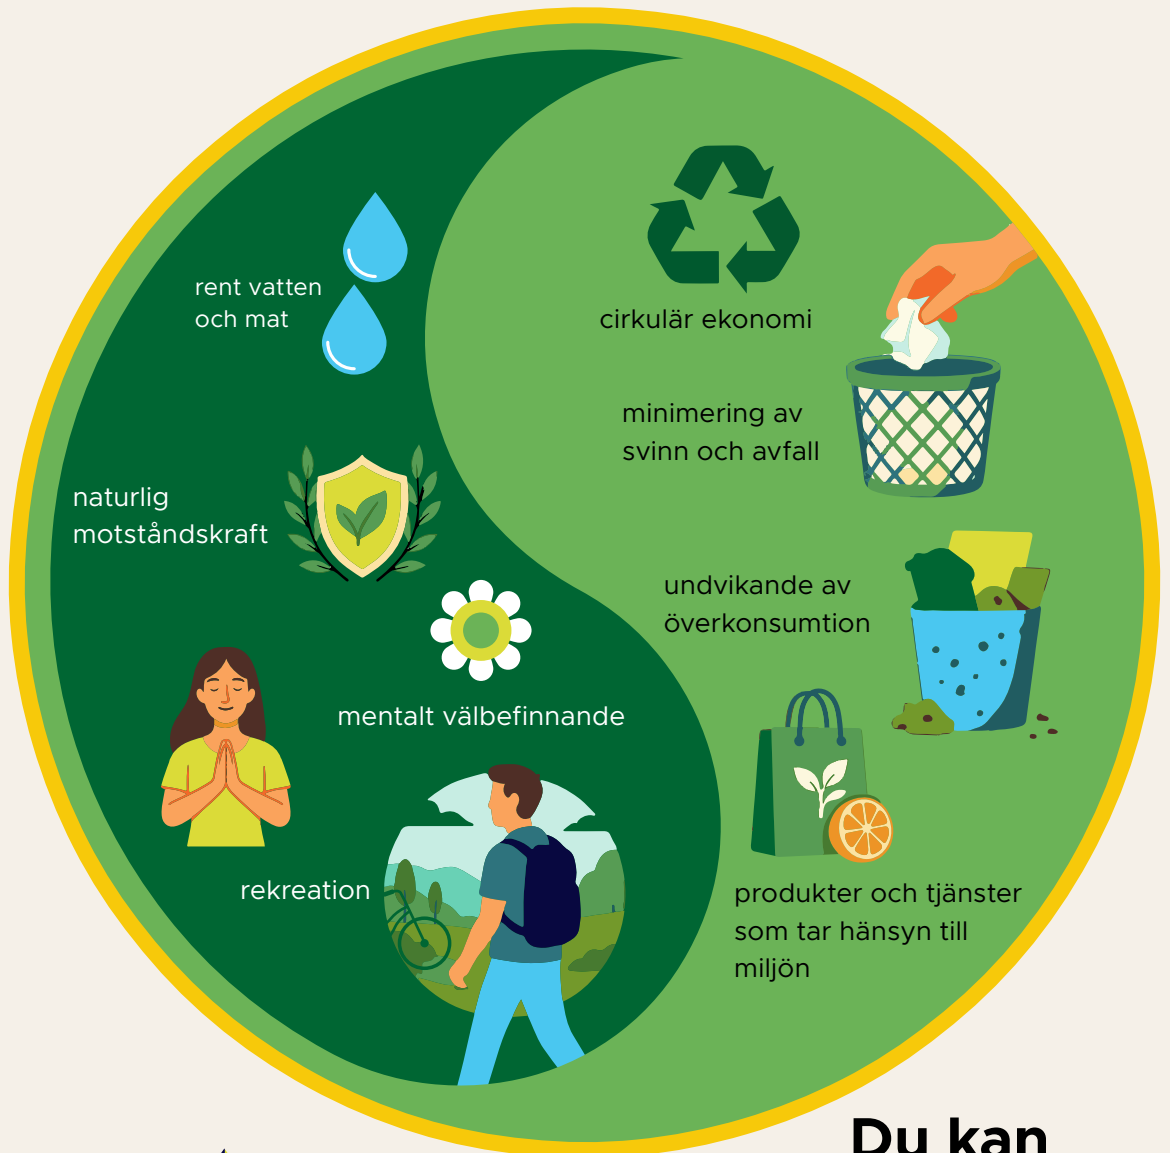 rent vatten
och mat
naturlig
motståndskraft
mentalt välbefinnande
rekreation
cirkulär ekonomi
minimering av
svinn och avfall
undvikande av
överkonsumtion
produkter och tjänster
som tar hänsyn till
miljön
Du kan